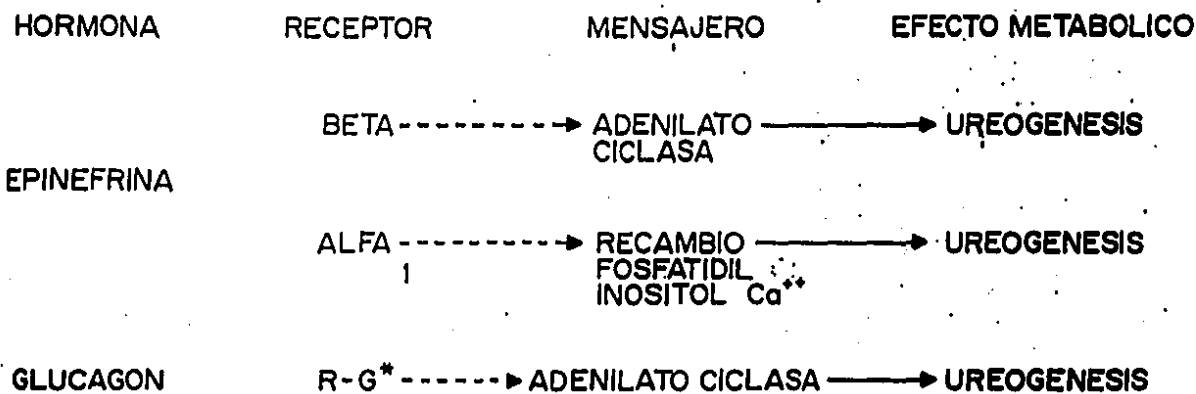 HORMONA RECEPTOR MENSAJERO EFECTO METABOLICO
BETA ADENILATO UREOGENESIS
CICLASA
EPINEFRINA
ALFA RECAMBIO UREOGENESIS
1 FOSFATIDIL
INOSITOL Ca++
GLUCAGON R-G* ADENILATO CICLASA UREOGENESIS